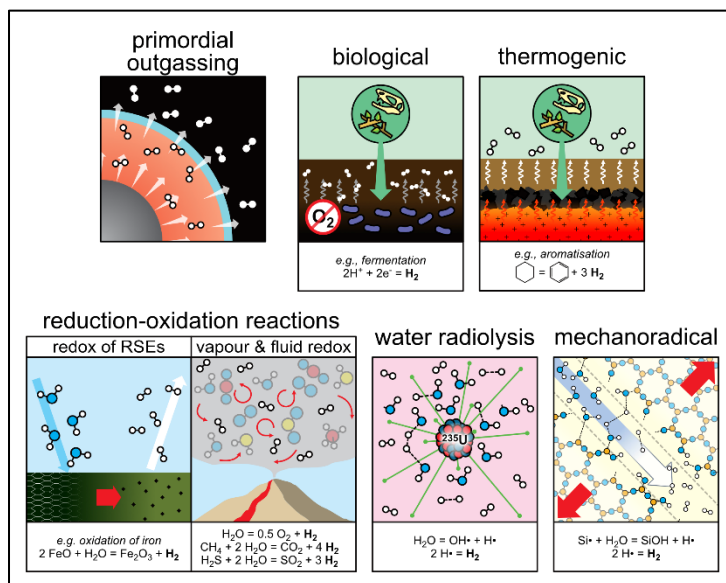 primordial
outgassing
biological
thermogenic
O₂
e.g., fermentation
2H⁺ + 2e⁻ = H₂
e.g., aromatisation
= + 3 H₂
reduction-oxidation reactions
redox of RSEs
vapour & fluid redox
water radiolysis
mechanoradical
²³⁵U
e.g. oxidation of iron
2 FeO + H₂O = Fe₂O₃ + H₂
H₂O = 0.5 O₂ + H₂
CH₄ + 2 H₂O = CO₂ + 4 H₂
H₂S + 2 H₂O = SO₂ + 3 H₂
H₂O = OH• + H•
2 H• = H₂
Si• + H₂O = SiOH + H•
2 H• = H₂